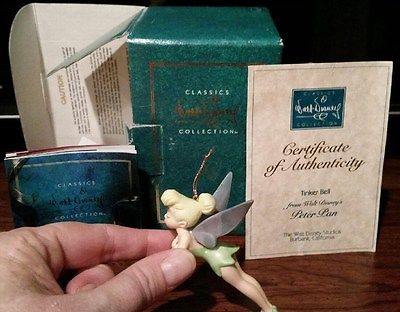 CAUTION
CLASSICS
Walt Disney
COLLECTION
CLASSICS
Walt Disney
COLLECTION
CLASSICS
Walt Disney
COLLECTION
Certificate
of Authenticity
Tinker Bell
from Walt Disney's
Peter Pan
The Walt Disney Studios
Burbank, California